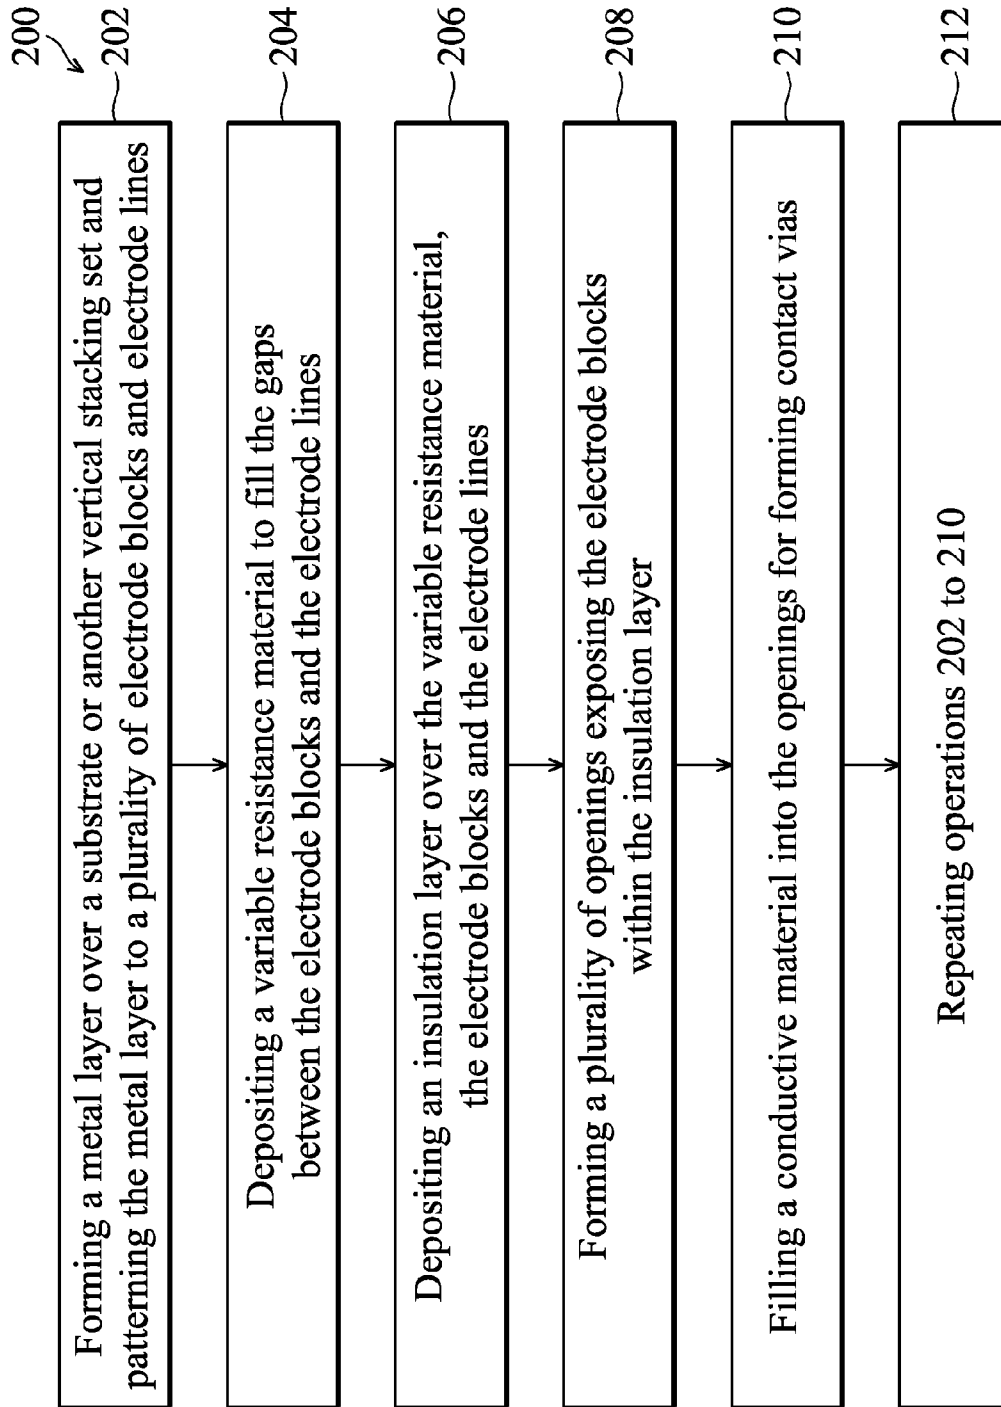 200
Forming a metal layer over a substrate or another vertical stacking set and
patterning the metal layer to a plurality of electrode blocks and electrode lines
202
Depositing a variable resistance material to fill the gaps
between the electrode blocks and the electrode lines
204
Depositing an insulation layer over the variable resistance material,
the electrode blocks and the electrode lines
206
Forming a plurality of openings exposing the electrode blocks
within the insulation layer
208
Filling a conductive material into the openings for forming contact vias
210
Repeating operations 202 to 210
212